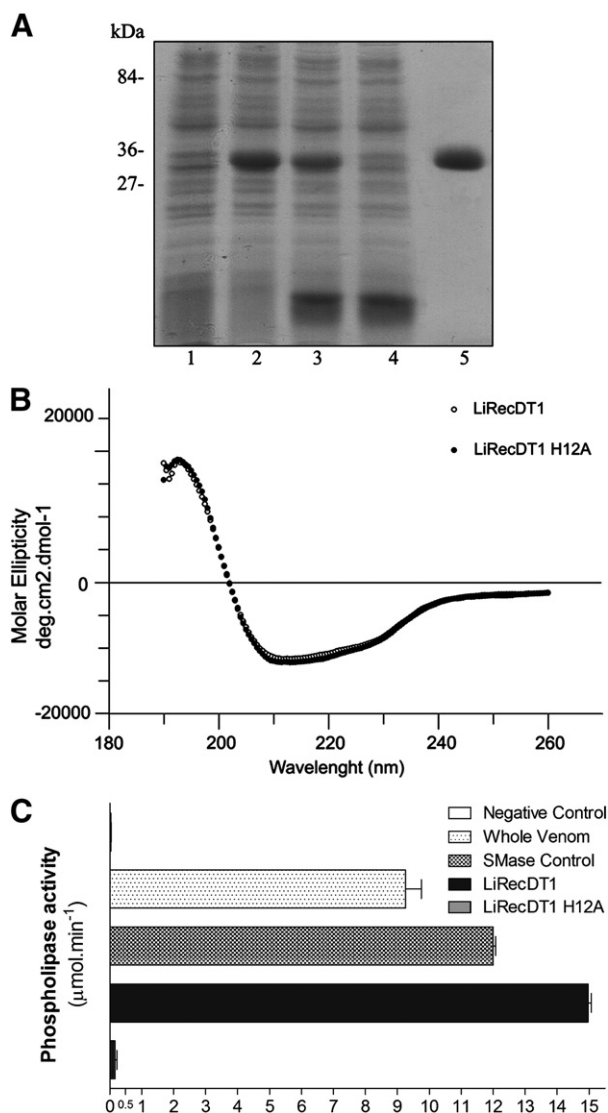 A
kDa
84-
36-
27-
1 2 3 4 5
B
20000
0
-20000
Molar Ellipticity
deg.cm2.dmol-1
LiRecDT1
LiRecDT1 H12A
180 200 220 240 260
Wavelenght (nm)
C
Negative Control
Whole Venom
SMase Control
LiRecDT1
LiRecDT1 H12A
Phospholipase activity
(µmol.min⁻¹)
0 0.5 1 2 3 4 5 6 7 8 9 10 11 12 13 14 15